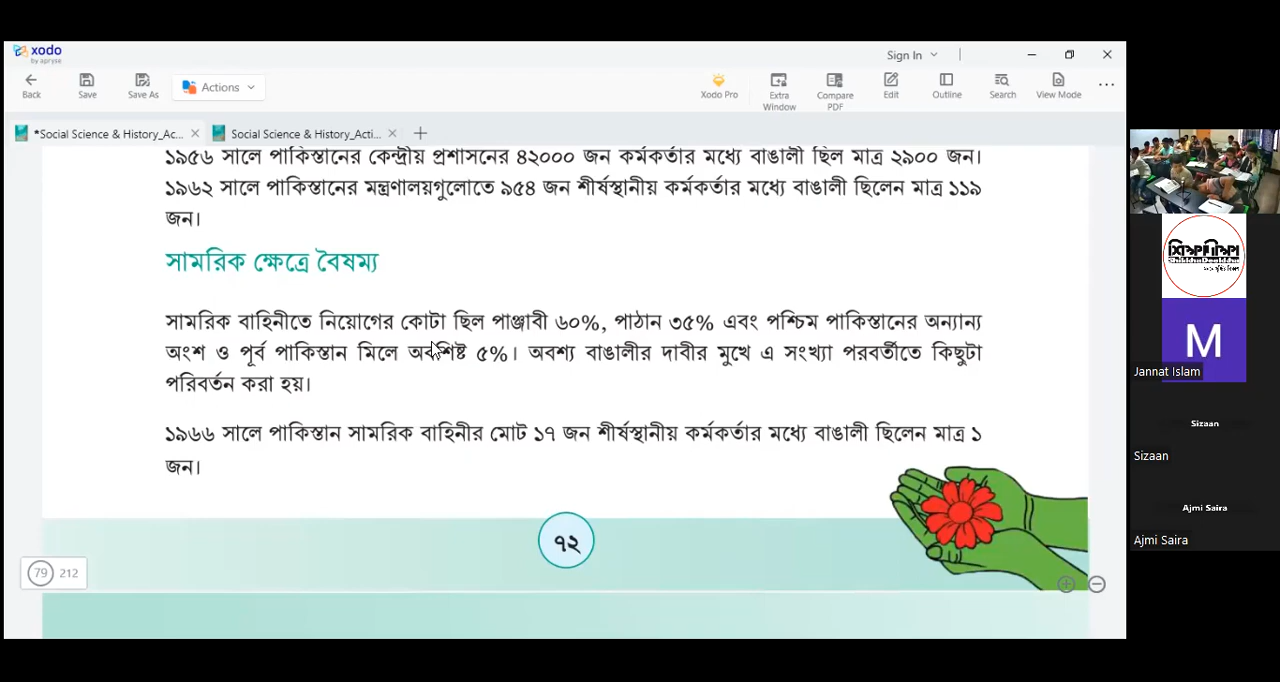 xodo
by apryse
Sign In
Back
Save
Save As
Actions
Xodo Pro
Extra Window
Compare PDF
Edit
Outline
Search
View Mode
*Social Science & History_Ac...
Social Science & History_Acti...
১৯৫৬ সালে পাকিস্তানের কেন্দ্রীয় প্রশাসনের ৪২০০০ জন কর্মকর্তার মধ্যে বাঙালী ছিল মাত্র ২৯০০ জন।
১৯৬২ সালে পাকিস্তানের মন্ত্রণালয়গুলোতে ৯৫৪ জন শীর্ষস্থানীয় কর্মকর্তার মধ্যে বাঙালী ছিলেন মাত্র ১১৯
জন।
সামরিক ক্ষেত্রে বৈষম্য
সামরিক বাহিনীতে নিয়োগের কোটা ছিল পাঞ্জাবী ৬০%, পাঠান ৩৫% এবং পশ্চিম পাকিস্তানের অন্যান্য
অংশ ও পূর্ব পাকিস্তান মিলে অবশিষ্ট ৫%। অবশ্য বাঙালীর দাবীর মুখে এ সংখ্যা পরবর্তীতে কিছুটা
পরিবর্তন করা হয়।
১৯৬৬ সালে পাকিস্তান সামরিক বাহিনীর মোট ১৭ জন শীর্ষস্থানীয় কর্মকর্তার মধ্যে বাঙালী ছিলেন মাত্র ১
জন।
৭২
79 212
M
Jannat Islam
Sizaan
Sizaan
Ajmi Saira
Ajmi Saira